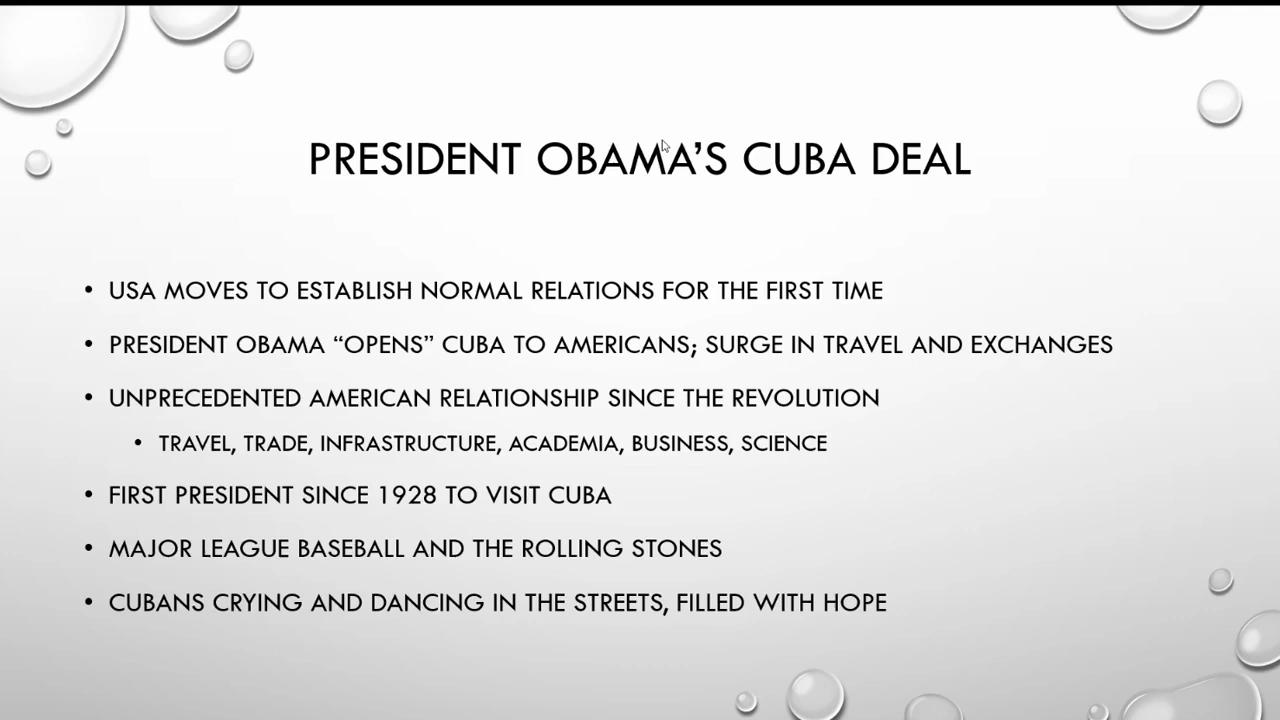 PRESIDENT OBAMA’S CUBA DEAL
• USA MOVES TO ESTABLISH NORMAL RELATIONS FOR THE FIRST TIME
• PRESIDENT OBAMA “OPENS” CUBA TO AMERICANS; SURGE IN TRAVEL AND EXCHANGES
• UNPRECEDENTED AMERICAN RELATIONSHIP SINCE THE REVOLUTION
• TRAVEL, TRADE, INFRASTRUCTURE, ACADEMIA, BUSINESS, SCIENCE
• FIRST PRESIDENT SINCE 1928 TO VISIT CUBA
• MAJOR LEAGUE BASEBALL AND THE ROLLING STONES
• CUBANS CRYING AND DANCING IN THE STREETS, FILLED WITH HOPE